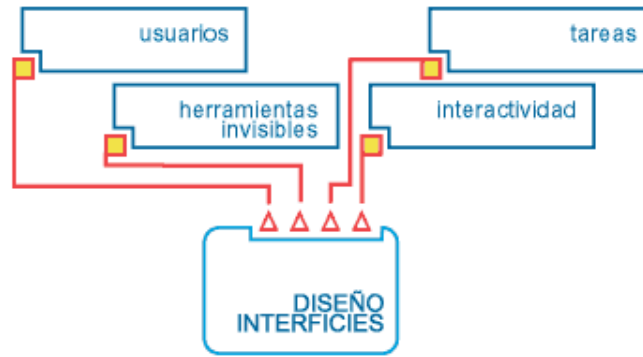 usuarios
tareas
herramientas
invisibles
interactividad
DISEÑO
INTERFICIES